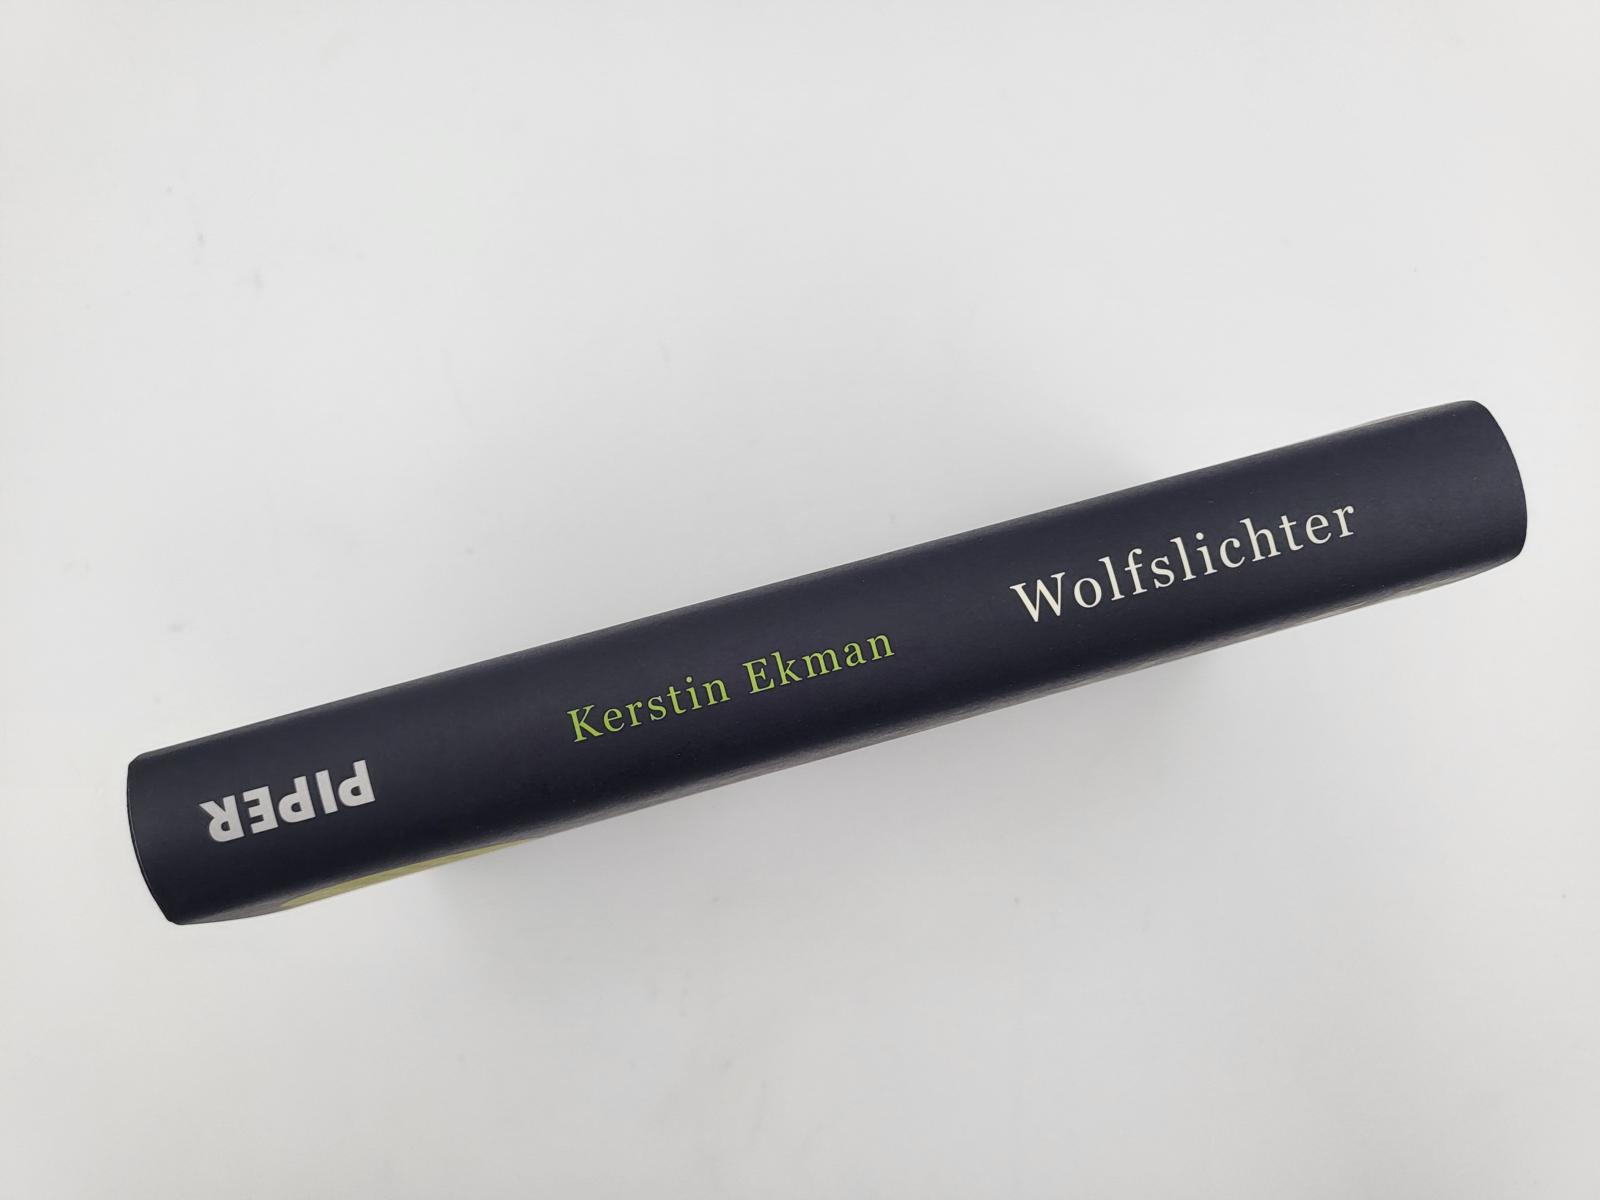 Kerstin Ekman
Wolfslichter
PIPER